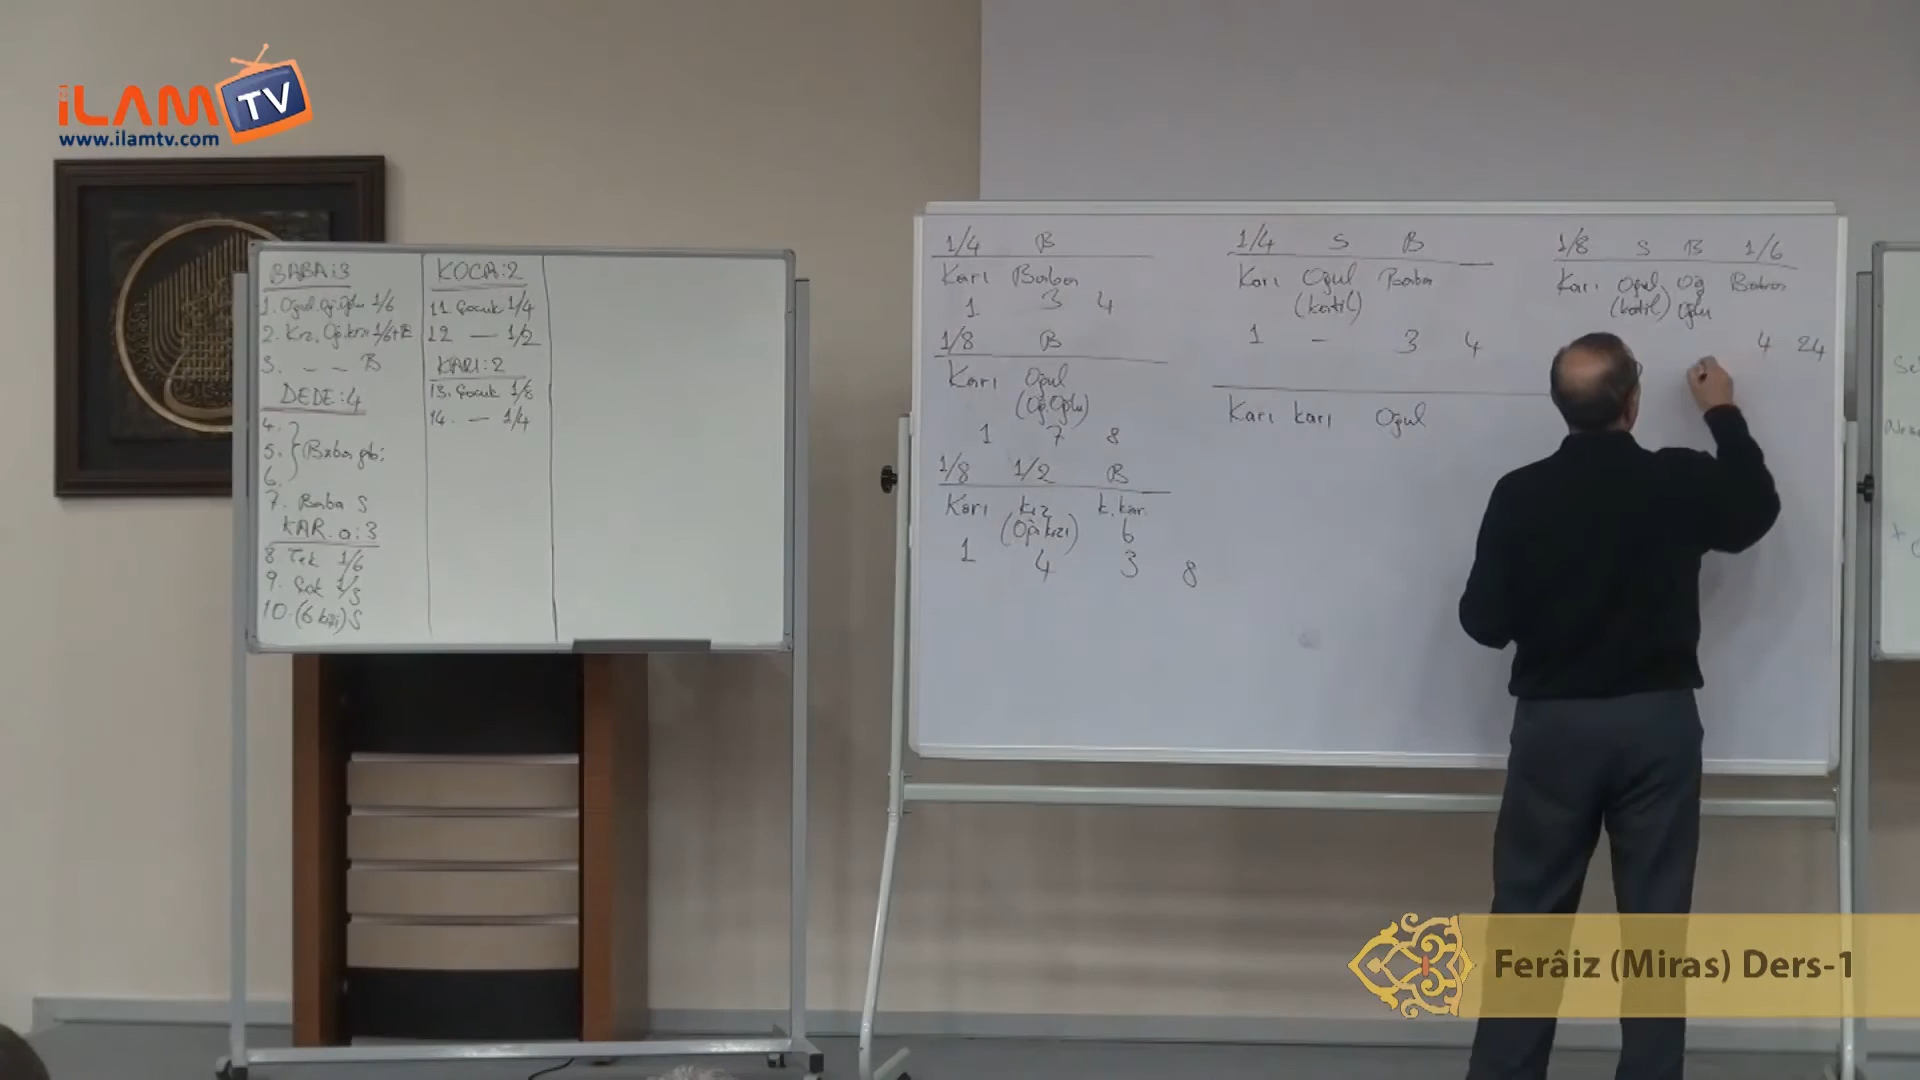 iLAM TV
www.ilamtv.com
BABA:3
1. Oğul, Oğ.Oğlu 1/6
2. Kız, Oğ.kızı 1/6+B
3. _ _ B
DEDE:4
4.
5. Baba gibi
6.
7. Baba S
KAR. a:3
8 Tek 1/6
9. Çok 1/3
10. (6 kişi) S
KOCA:2
11. Çocuk 1/4
12 — 1/2
KARI:2
13. Çocuk 1/8
14. — 1/4
1/4 B
Karı Baba
1 3 4
1/8 B
Karı Oğul
(Oğ.Oğlu)
1 7 8
1/8 1/2 B
Karı kız k.kar.
(Oğ.kızı) b
1 4 3 8
1/4 S B
Karı Oğul Baba
(katil)
1 – 3 4
Karı karı Oğul
1/8 S B 1/6
Karı Oğul Oğ Baba
(katil) Oğlu
4 24
Ferâiz (Miras) Ders-1